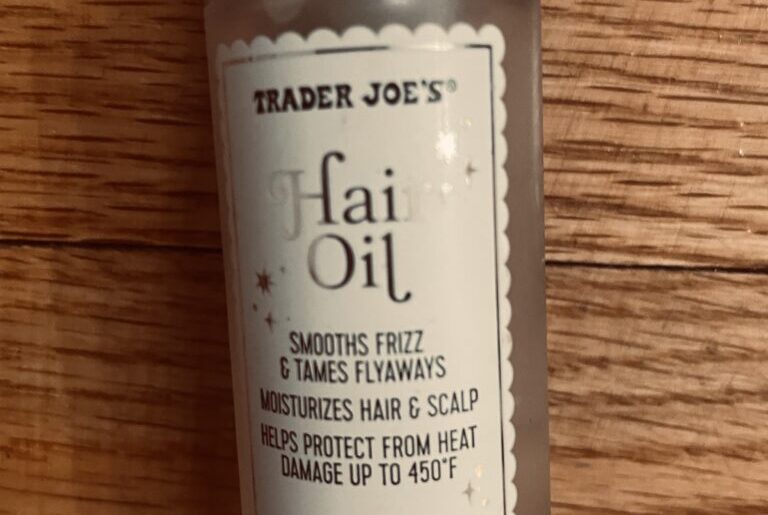 TRADER JOE'S®
Hair
Oil
SMOOTHS FRIZZ
& TAMES FLYAWAYS
MOISTURIZES HAIR & SCALP
HELPS PROTECT FROM HEAT
DAMAGE UP TO 450°F